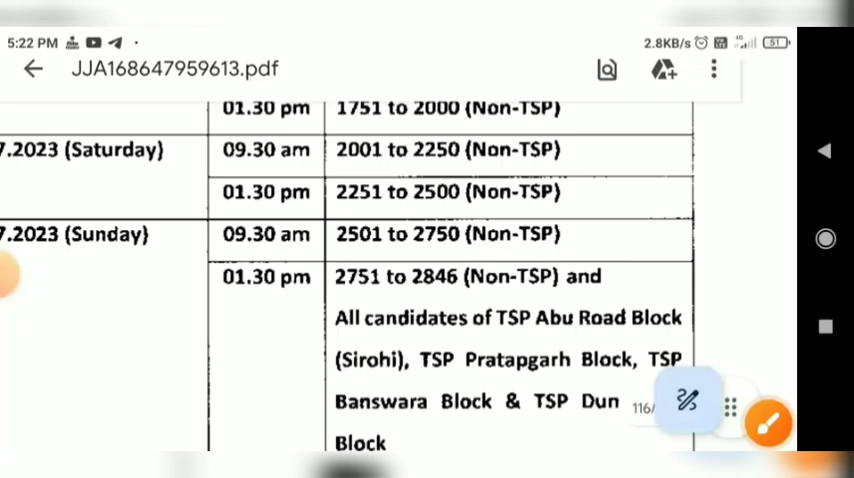 5:22 PM
2.8KB/s
51
JJA168647959613.pdf
01.30 pm 1751 to 2000 (Non-TSP)
7.2023 (Saturday) 09.30 am 2001 to 2250 (Non-TSP)
01.30 pm 2251 to 2500 (Non-TSP)
7.2023 (Sunday) 09.30 am 2501 to 2750 (Non-TSP)
01.30 pm 2751 to 2846 (Non-TSP) and
All candidates of TSP Abu Road Block
(Sirohi), TSP Pratapgarh Block, TSP
Banswara Block & TSP Dun
116/
Block